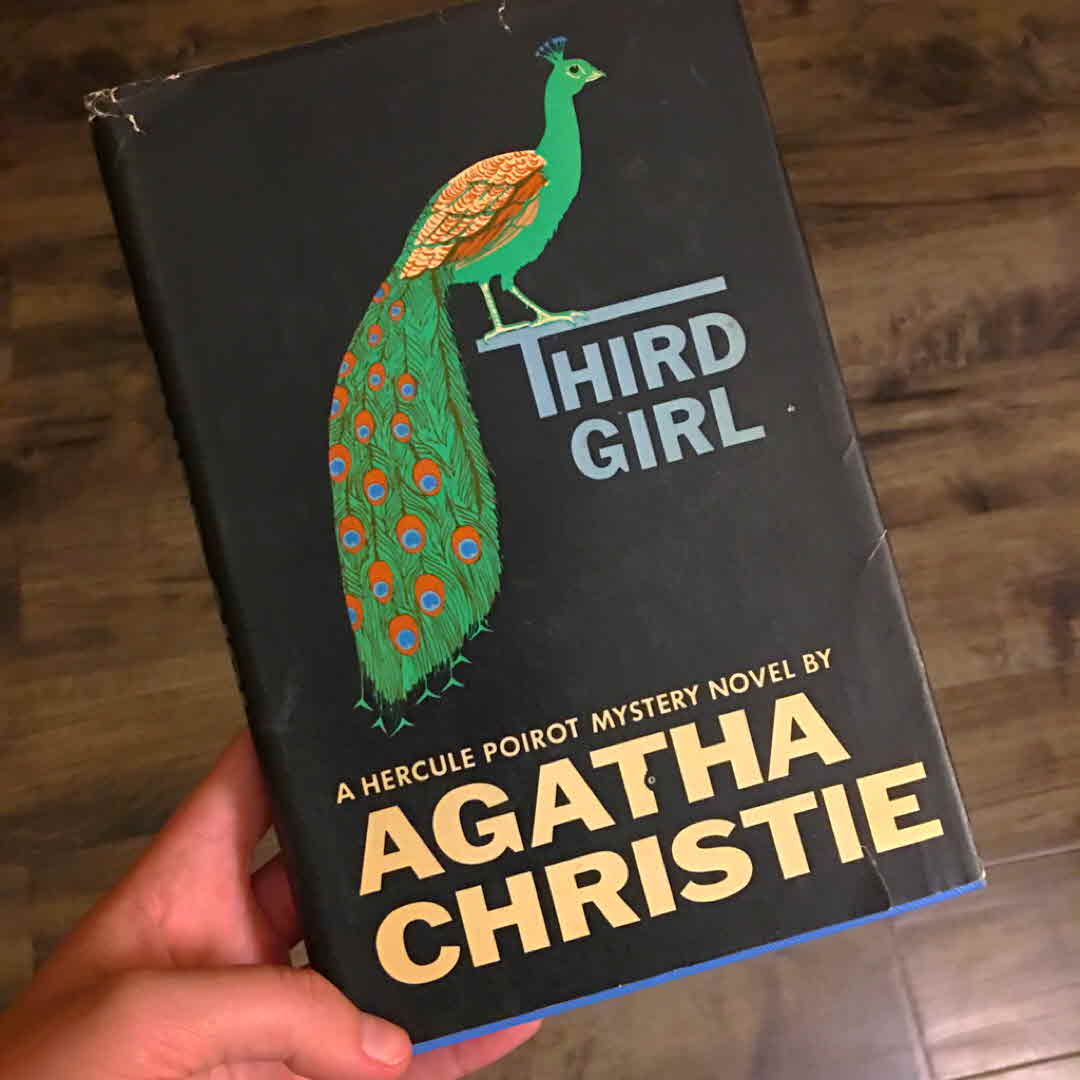 THIRD
GIRL
A HERCULE POIROT MYSTERY NOVEL BY
AGATHA
CHRISTIE